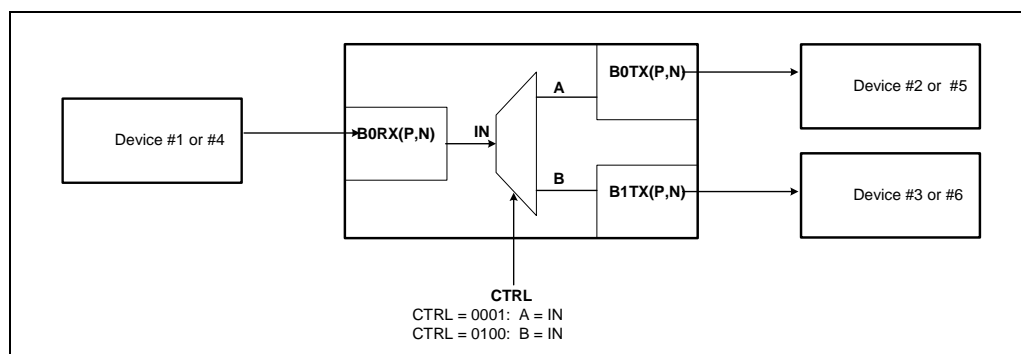 B0TX(P,N)
A
Device #2 or #5
Device #1 or #4
B0RX(P,N)
IN
B
B1TX(P,N)
Device #3 or #6
CTRL
CTRL = 0001: A = IN
CTRL = 0100: B = IN